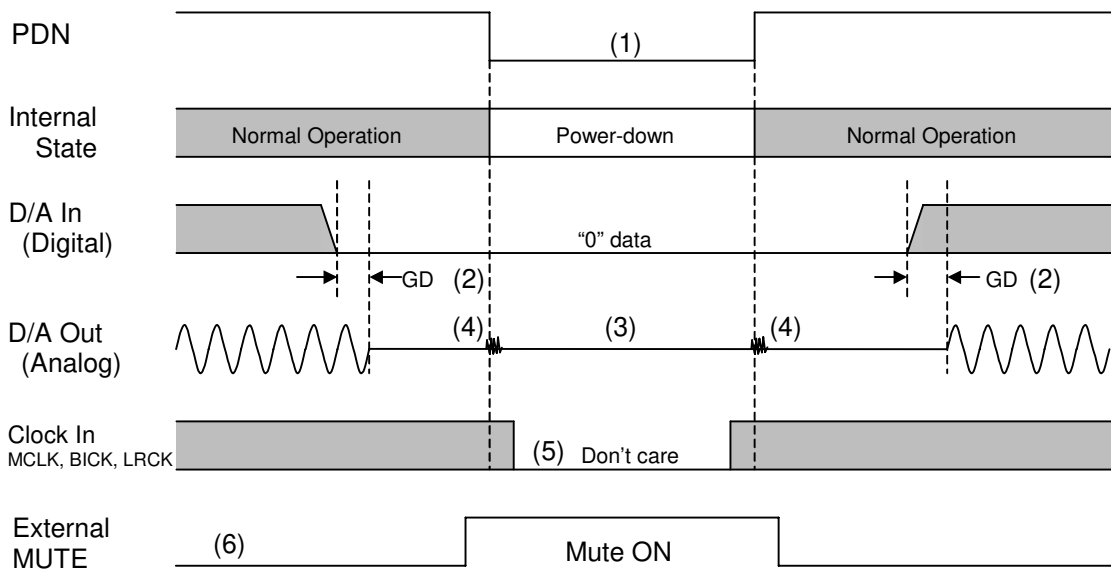 PDN
(1)
Internal
State
Normal Operation
Power-down
Normal Operation
D/A In
(Digital)
“0” data
GD (2)
GD (2)
D/A Out
(Analog)
(4)
(3)
(4)
Clock In
MCLK, BICK, LRCK
(5) Don’t care
External
MUTE
(6)
Mute ON